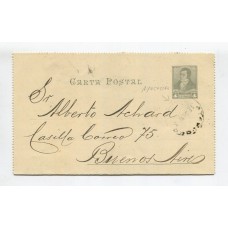 CARTA POSTAL
Sr
Alberto Achard
Casilla Correo 75
Buenos Aires